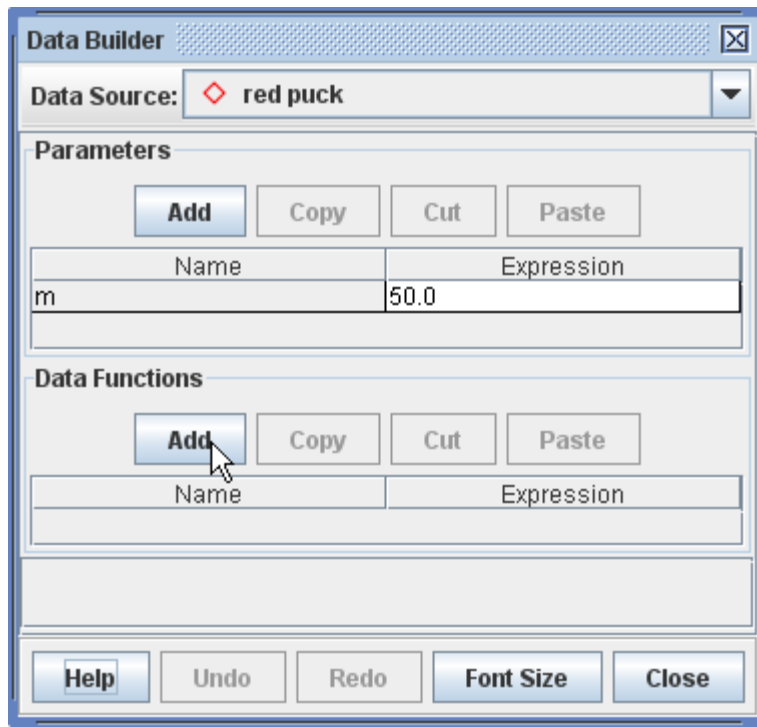 Data Builder
Data Source: red puck
Parameters
Add Copy Cut Paste
Name Expression
m 50.0
Data Functions
Add Copy Cut Paste
Name Expression
Help Undo Redo Font Size Close